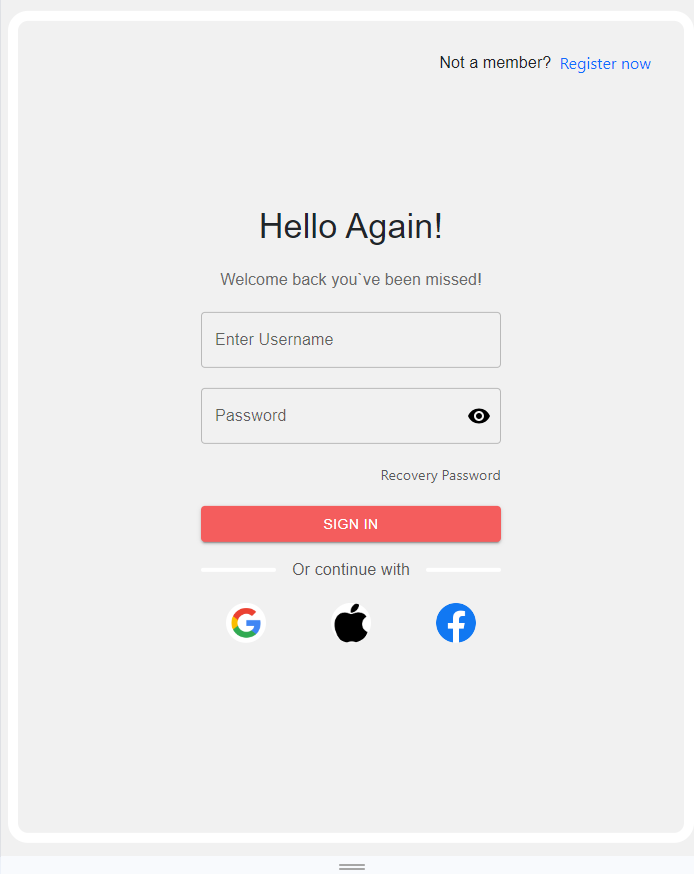 Not a member? Register now
Hello Again!
Welcome back you`ve been missed!
Enter Username
Password
Recovery Password
SIGN IN
Or continue with